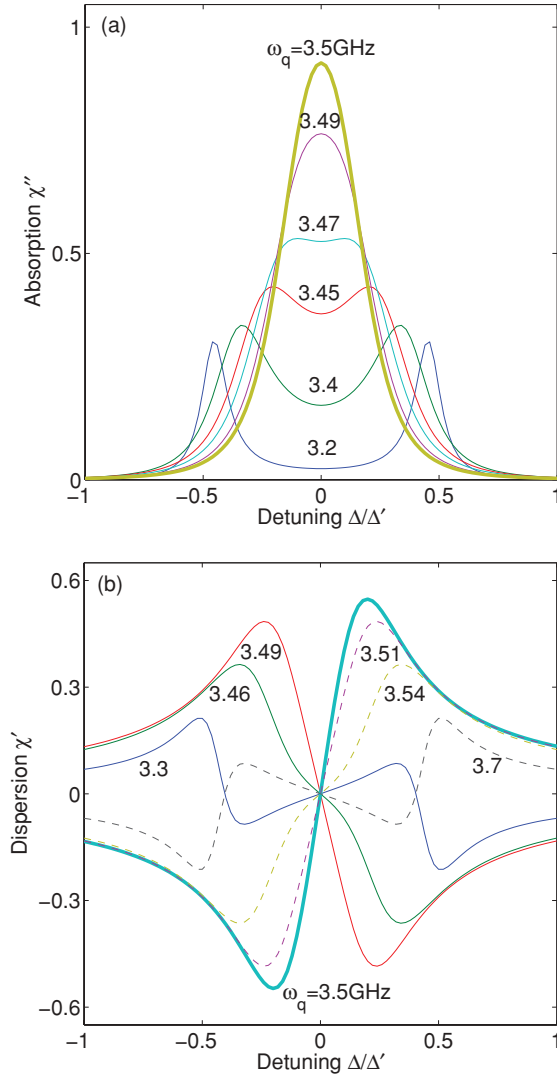 (a)
1
ω_q=3.5GHz
3.49
Absorption χ″
3.47
0.5
3.45
3.4
3.2
0
−1 −0.5 0 0.5 1
Detuning Δ/Δ′
(b)
0.6
3.49 3.51
3.46 3.54
0.3
3.3 3.7
Dispersion χ′
0
−0.3
ω_q=3.5GHz
−0.6
−1 −0.5 0 0.5 1
Detuning Δ/Δ′